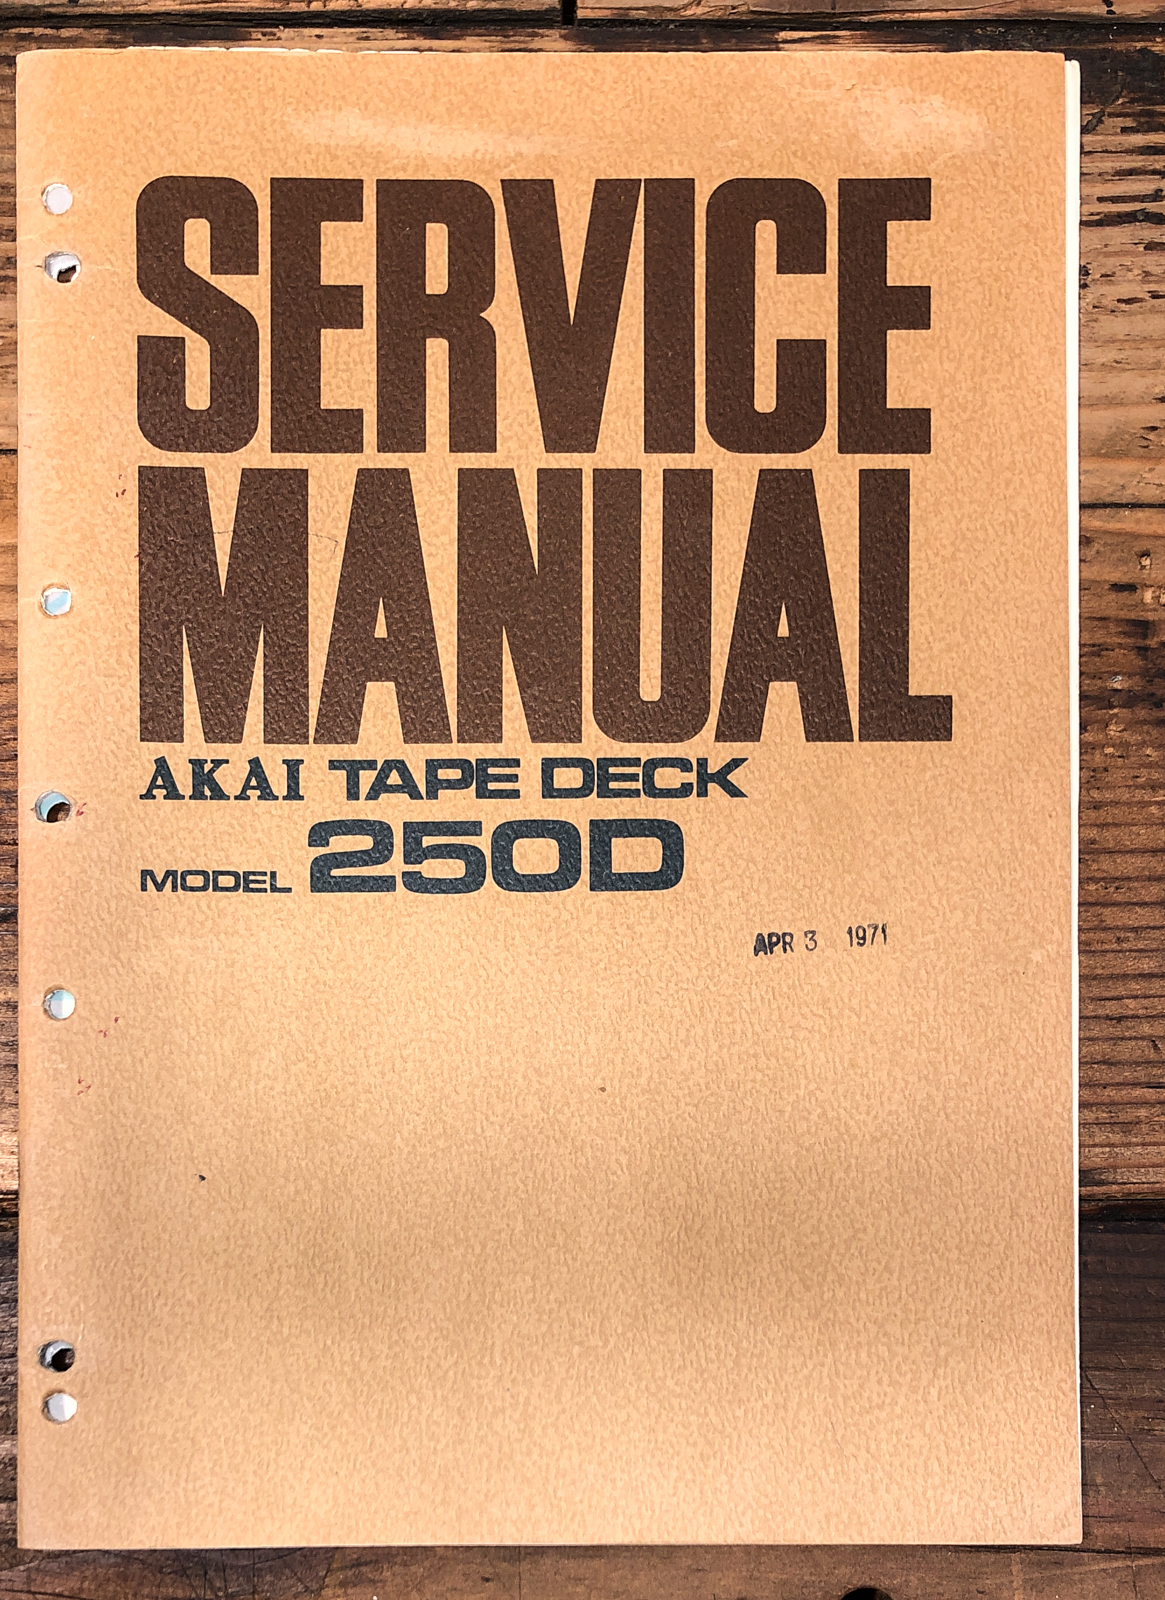 SERVICE
MANUAL
AKAI TAPE DECK
MODEL 250D
APR 3 1971